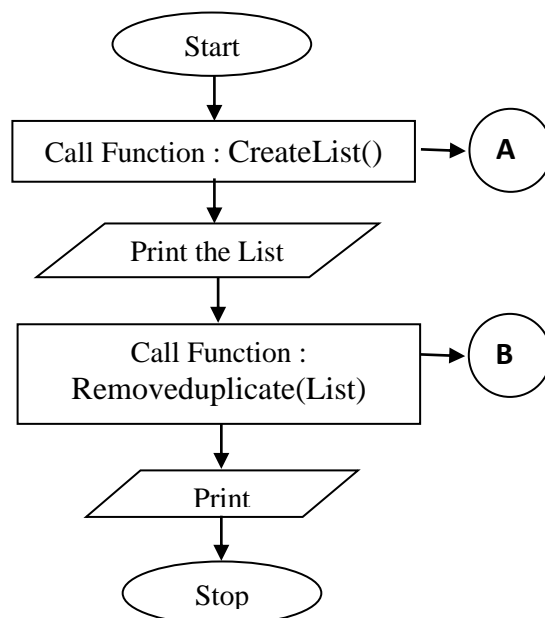 Start
Call Function : CreateList()
A
Print the List
Call Function :
Removeduplicate(List)
B
Print
Stop